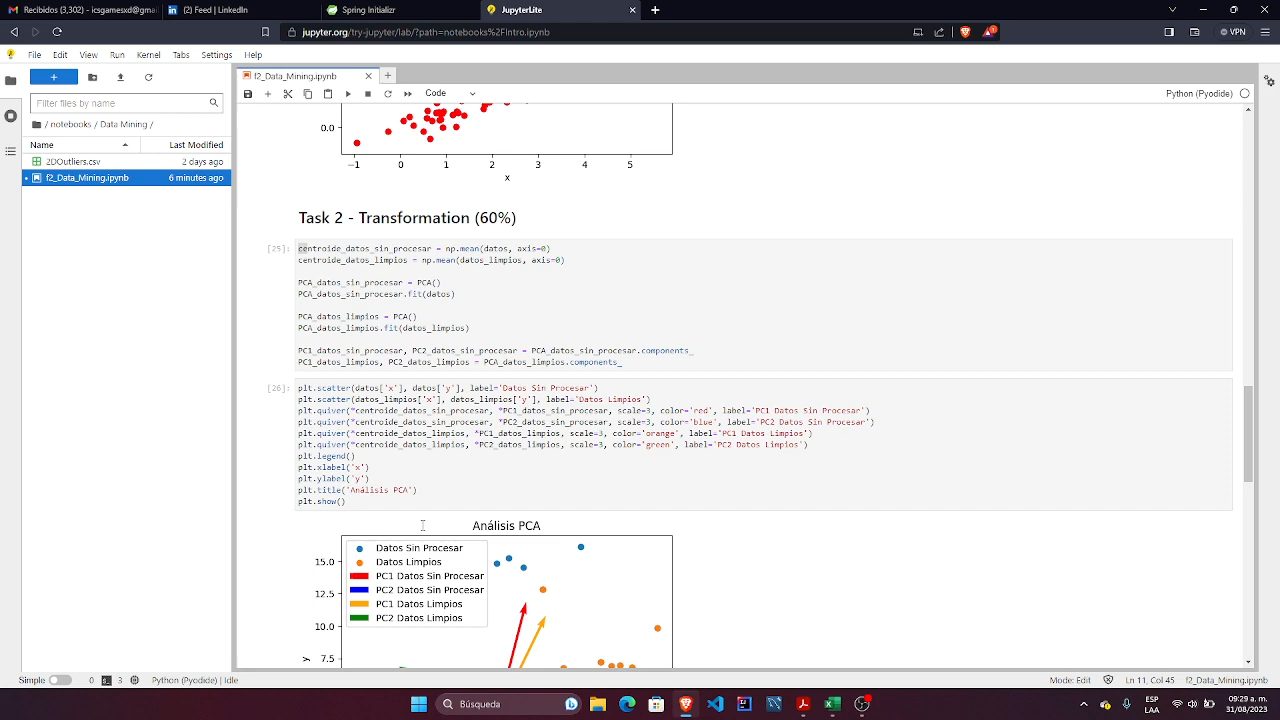 Recibidos (3,302) - icsgamesxd@gmai
(2) Feed | LinkedIn
Spring Initializr
JupyterLite
jupyter.org/try-jupyter/lab/?path=notebooks%2FIntro.ipynb
VPN
File Edit View Run Kernel Tabs Settings Help
f2_Data_Mining.ipynb
Filter files by name
Code
Python (Pyodide)
/ notebooks / Data Mining /
Name Last Modified
2DOutliers.csv 2 days ago
f2_Data_Mining.ipynb 6 minutes ago
0.0
−1 0 1 2 3 4 5
x
Task 2 - Transformation (60%)
[25]:
centroide_datos_sin_procesar = np.mean(datos, axis=0)
centroide_datos_limpios = np.mean(datos_limpios, axis=0)
PCA_datos_sin_procesar = PCA()
PCA_datos_sin_procesar.fit(datos)
PCA_datos_limpios = PCA()
PCA_datos_limpios.fit(datos_limpios)
PC1_datos_sin_procesar, PC2_datos_sin_procesar = PCA_datos_sin_procesar.components_
PC1_datos_limpios, PC2_datos_limpios = PCA_datos_limpios.components_
[26]:
plt.scatter(datos['x'], datos['y'], label='Datos Sin Procesar')
plt.scatter(datos_limpios['x'], datos_limpios['y'], label='Datos Limpios')
plt.quiver(*centroide_datos_sin_procesar, *PC1_datos_sin_procesar, scale=3, color='red', label='PC1 Datos Sin Procesar')
plt.quiver(*centroide_datos_sin_procesar, *PC2_datos_sin_procesar, scale=3, color='blue', label='PC2 Datos Sin Procesar')
plt.quiver(*centroide_datos_limpios, *PC1_datos_limpios, scale=3, color='orange', label='PC1 Datos Limpios')
plt.quiver(*centroide_datos_limpios, *PC2_datos_limpios, scale=3, color='green', label='PC2 Datos Limpios')
plt.legend()
plt.xlabel('x')
plt.ylabel('y')
plt.title('Análisis PCA')
plt.show()
Análisis PCA
Datos Sin Procesar
Datos Limpios
PC1 Datos Sin Procesar
PC2 Datos Sin Procesar
PC1 Datos Limpios
PC2 Datos Limpios
15.0
12.5
10.0
7.5
y
Simple 0 3 Python (Pyodide) | Idle
Mode: Edit Ln 11, Col 45 f2_Data_Mining.ipynb
Búsqueda
ESP
LAA
09:29 a. m.
31/08/2023